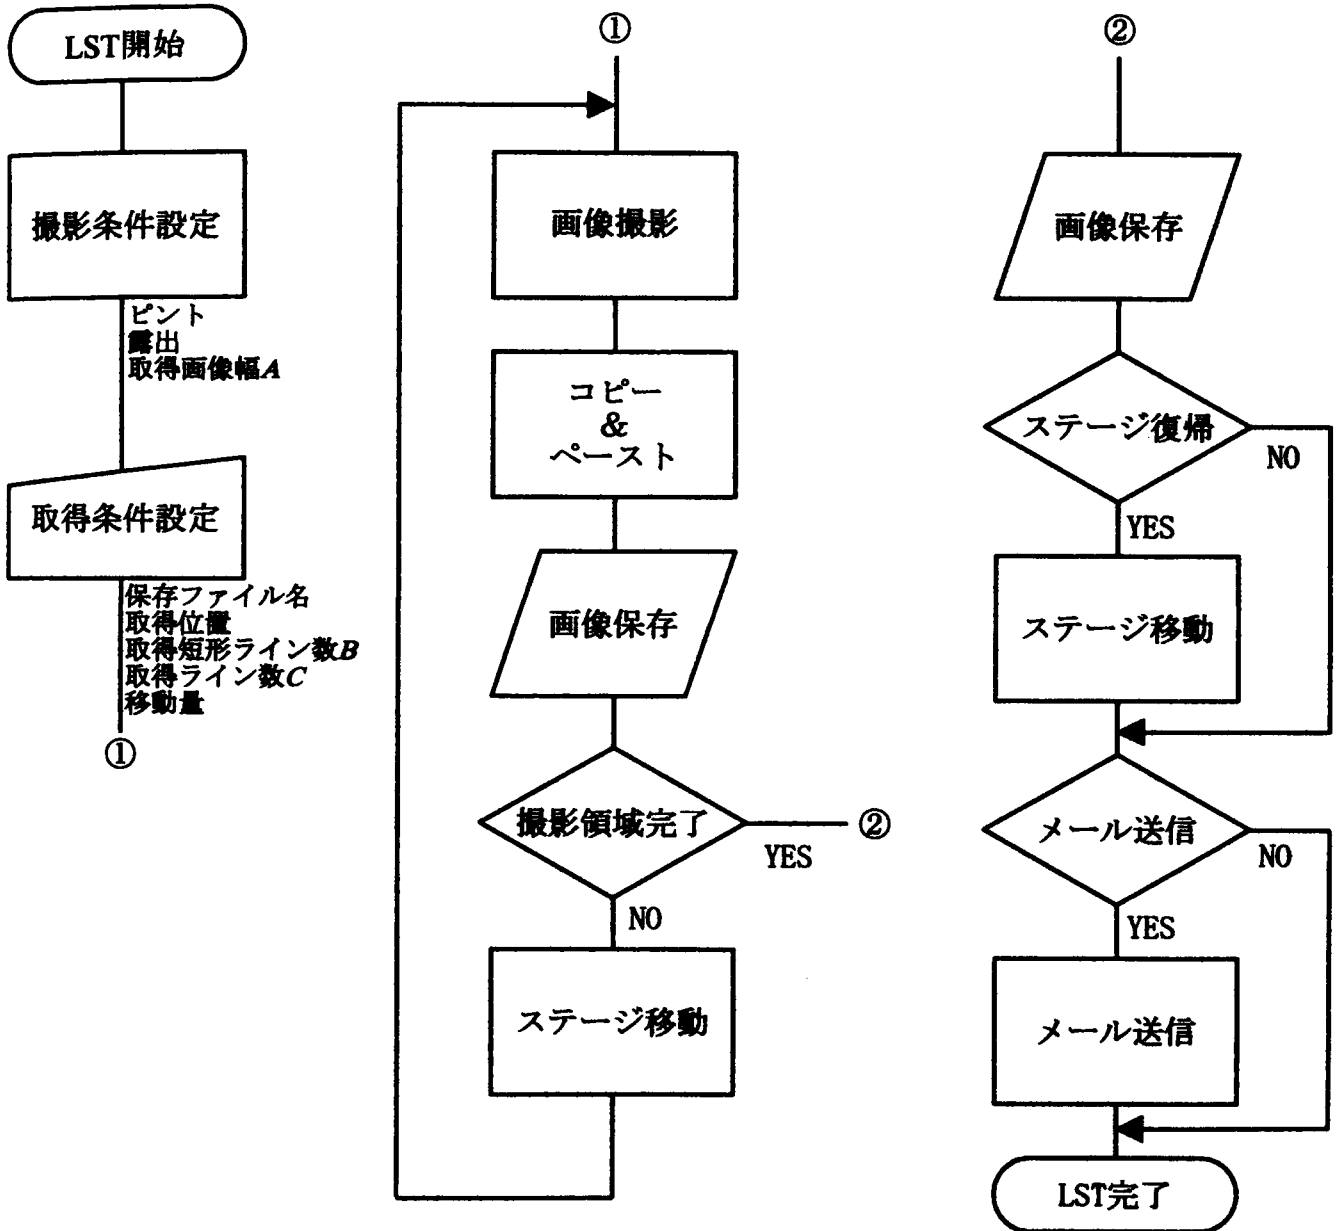 LST開始
撮影条件設定
ピント
露出
取得画像幅A
取得条件設定
保存ファイル名
取得位置
取得短形ライン数B
取得ライン数C
移動量
①
①
画像撮影
コピー
&
ペースト
画像保存
撮影領域完了
②
YES
NO
ステージ移動
②
画像保存
ステージ復帰
NO
YES
ステージ移動
メール送信
NO
YES
メール送信
LST完了